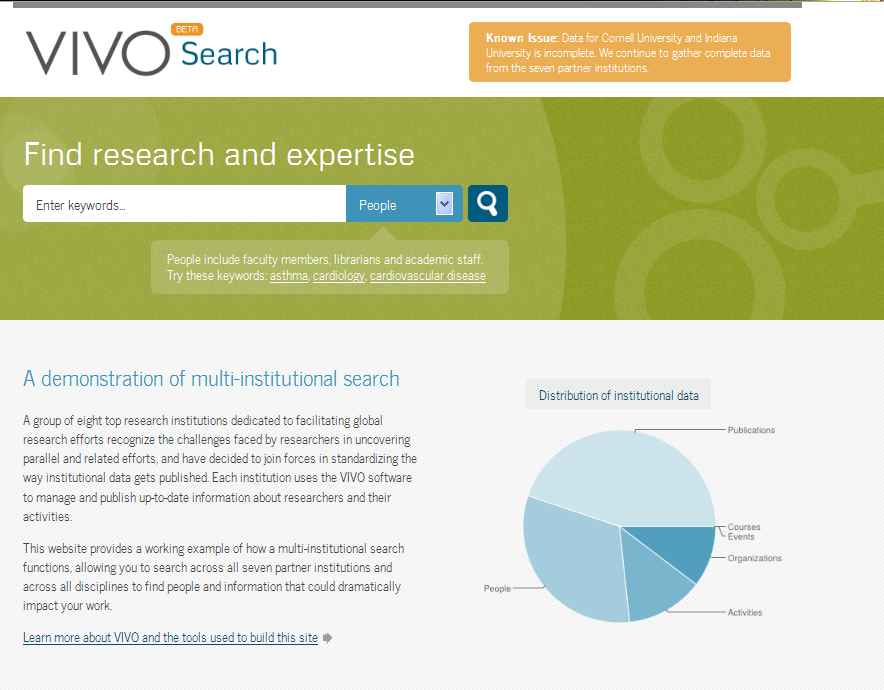 VIVO
BETA
Search
Known Issue: Data for Cornell University and Indiana
University is incomplete. We continue to gather complete data
from the seven partner institutions.
Find research and expertise
Enter keywords...
People
People include faculty members, librarians and academic staff.
Try these keywords: asthma, cardiology, cardiovascular disease
A demonstration of multi-institutional search
A group of eight top research institutions dedicated to facilitating global
research efforts recognize the challenges faced by researchers in uncovering
parallel and related efforts, and have decided to join forces in standardizing the
way institutional data gets published. Each institution uses the VIVO software
to manage and publish up-to-date information about researchers and their
activities.
This website provides a working example of how a multi-institutional search
functions, allowing you to search across all seven partner institutions and
across all disciplines to find people and information that could dramatically
impact your work.
Learn more about VIVO and the tools used to build this site
Distribution of institutional data
Publications
Courses
Events
Organizations
People
Activities